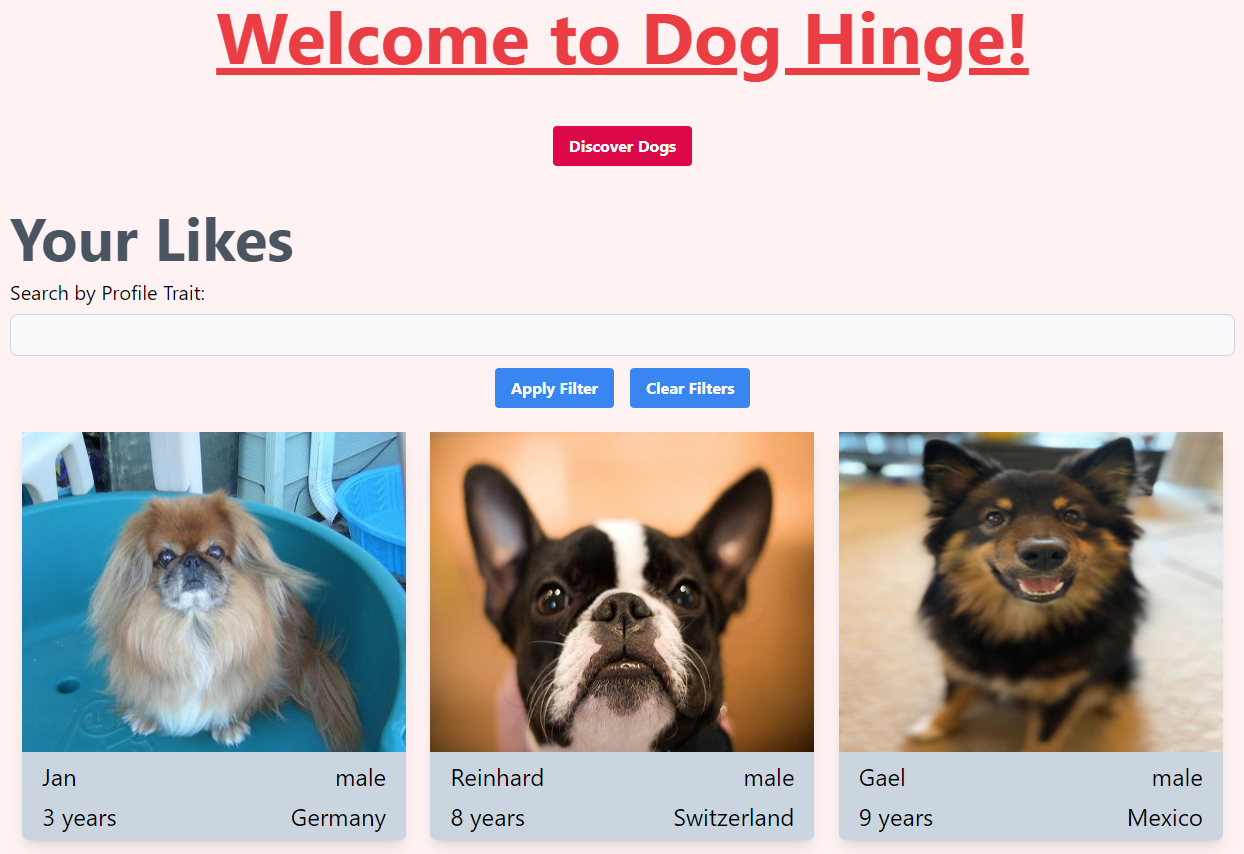 Welcome to Dog Hinge!
Discover Dogs
Your Likes
Search by Profile Trait:
Apply Filter Clear Filters
Jan male
3 years Germany
Reinhard male
8 years Switzerland
Gael male
9 years Mexico